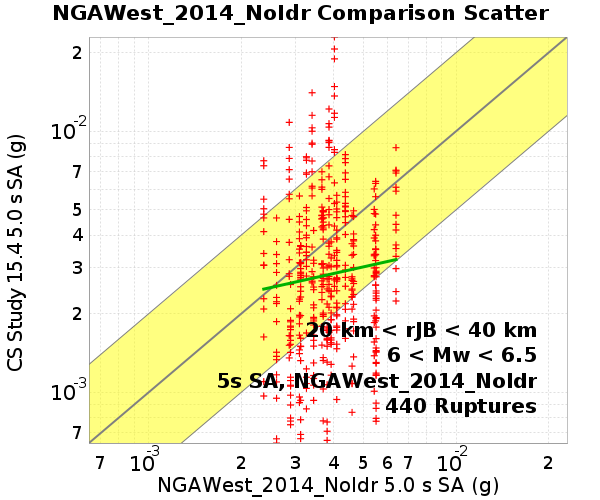 NGAWest_2014_NoIdr Comparison Scatter
CS Study 15.4 5.0 s SA (g)
2
10-2
7
5
4
3
2
10-3
7
20 km < rJB < 40 km
6 < Mw < 6.5
5s SA, NGAWest_2014_NoIdr
440 Ruptures
7 10-3 2 3 4 5 6 7 10-2 2
NGAWest_2014_NoIdr 5.0 s SA (g)